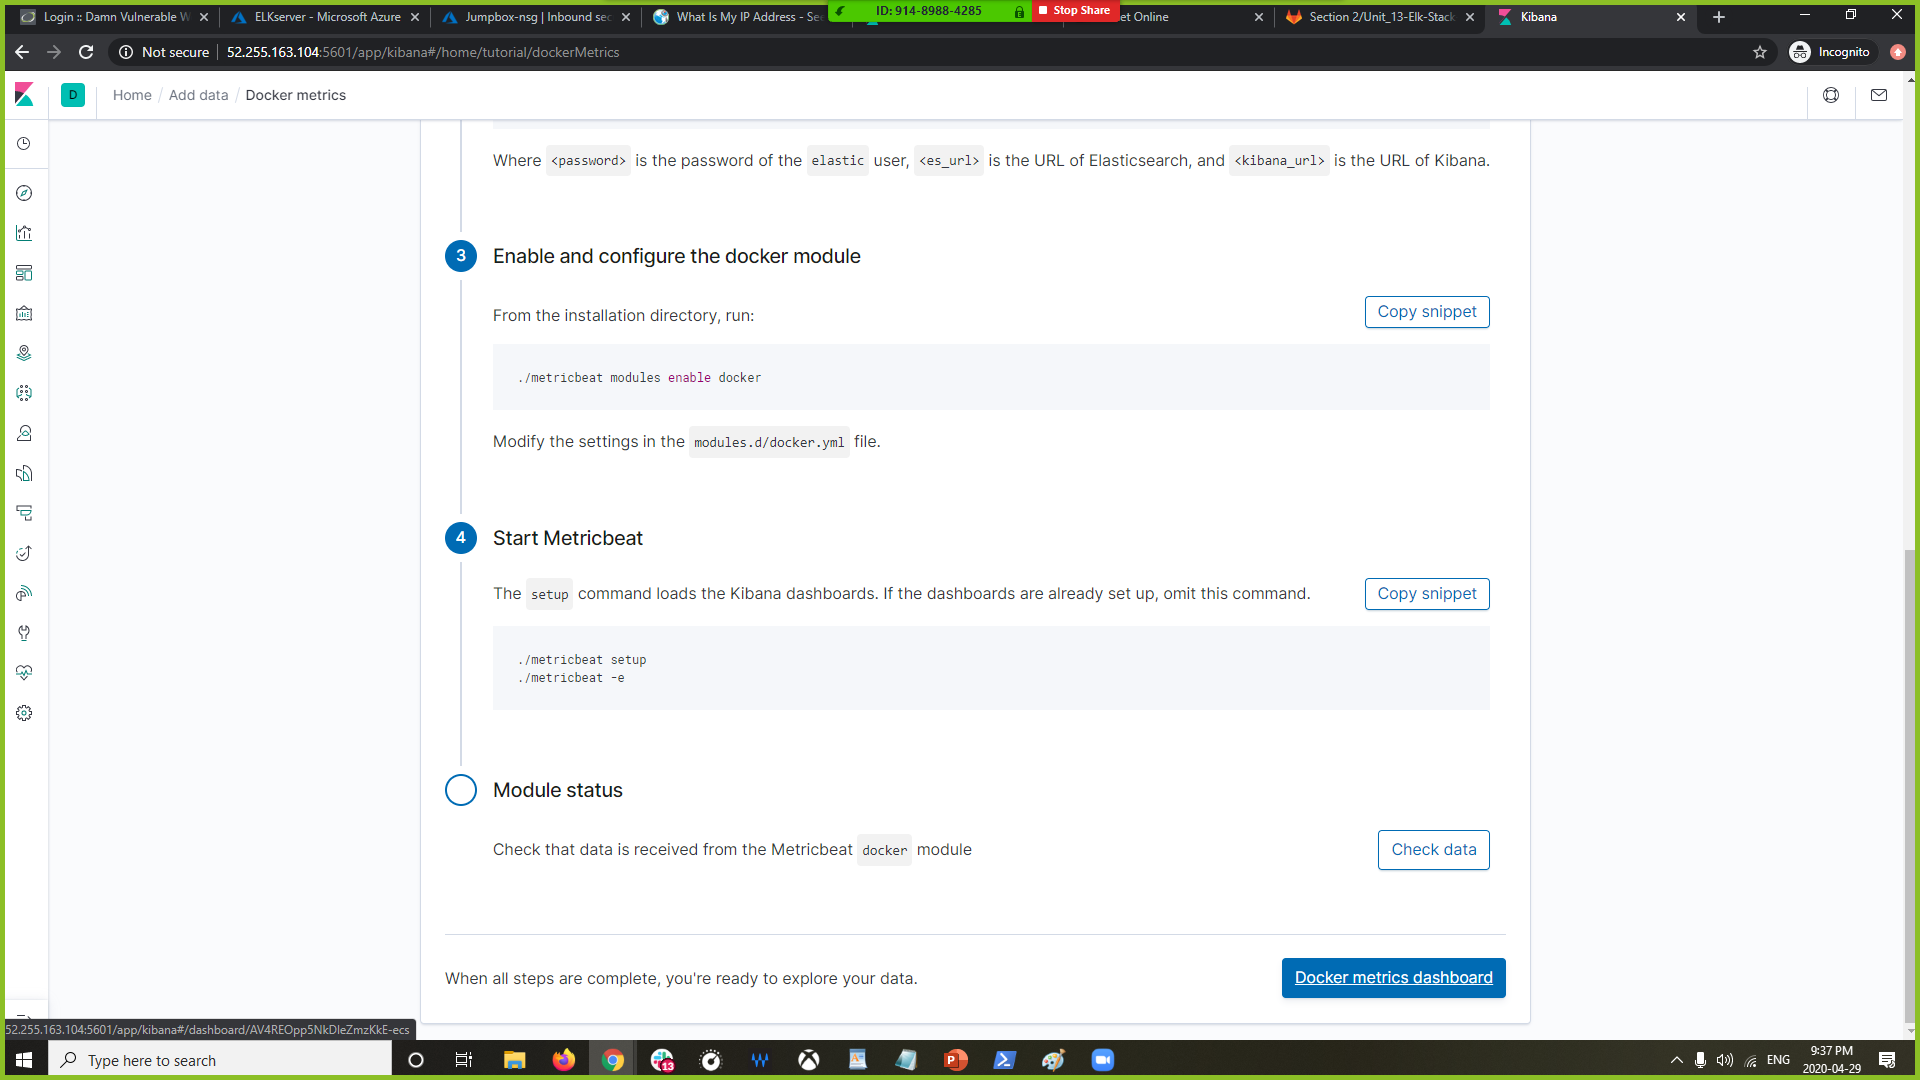 Login :: Damn Vulnerable W
ELKserver - Microsoft Azure
Jumpbox-nsg | Inbound sec
What Is My IP Address - See
ID: 914-8988-4285
Stop Share
et Online
Section 2/Unit_13-Elk-Stack
Kibana
Not secure
52.255.163.104:5601/app/kibana#/home/tutorial/dockerMetrics
Incognito
D
Home / Add data / Docker metrics
Where <password> is the password of the elastic user, <es_url> is the URL of Elasticsearch, and <kibana_url> is the URL of Kibana.
3 Enable and configure the docker module
From the installation directory, run:
Copy snippet
./metricbeat modules enable docker
Modify the settings in the modules.d/docker.yml file.
4 Start Metricbeat
The setup command loads the Kibana dashboards. If the dashboards are already set up, omit this command.
Copy snippet
./metricbeat setup
./metricbeat -e
Module status
Check that data is received from the Metricbeat docker module
Check data
When all steps are complete, you're ready to explore your data.
Docker metrics dashboard
52.255.163.104:5601/app/kibana#/dashboard/AV4REOpp5NkDleZmzKkE-ecs
Type here to search
13
ENG
9:37 PM
2020-04-29